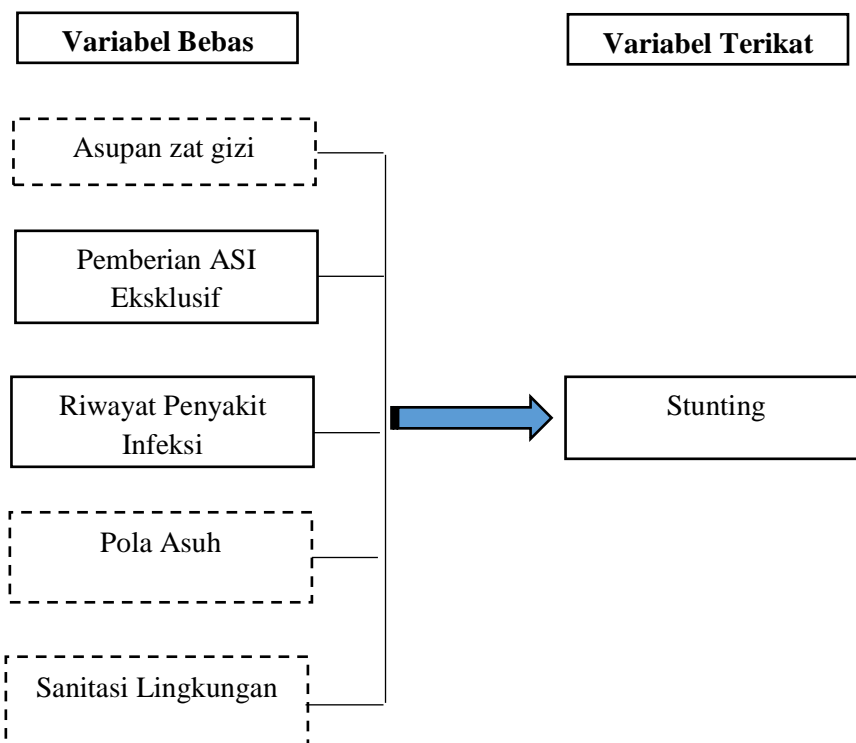 Variabel Bebas
Variabel Terikat
Asupan zat gizi
Pemberian ASI
Eksklusif
Riwayat Penyakit
Infeksi
Stunting
Pola Asuh
Sanitasi Lingkungan